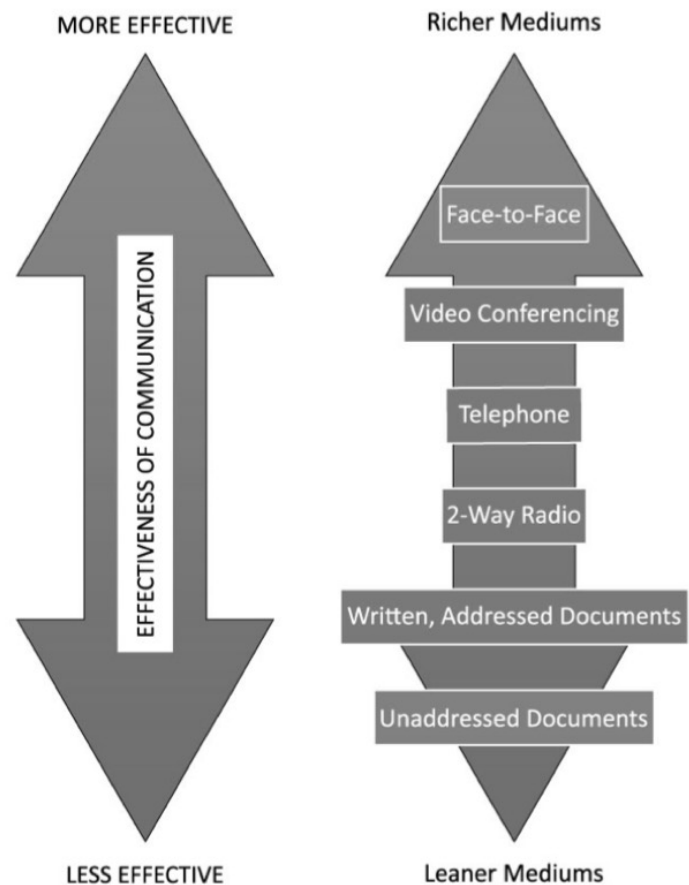 MORE EFFECTIVE
Richer Mediums
Face-to-Face
Video Conferencing
EFFECTIVENESS OF COMMUNICATION
Telephone
2-Way Radio
Written, Addressed Documents
Unaddressed Documents
LESS EFFECTIVE
Leaner Mediums